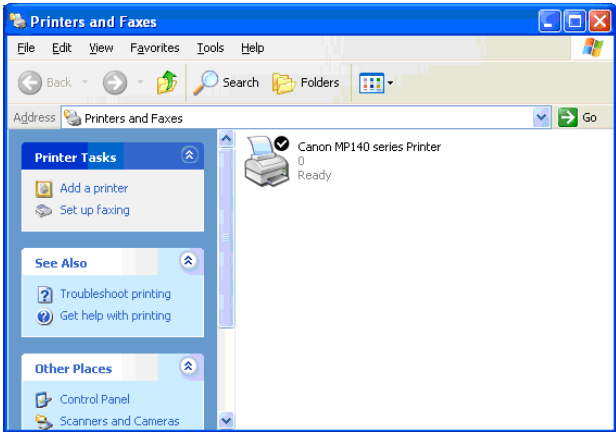 Printers and Faxes
File Edit View Favorites Tools Help
Back Search Folders
Address Printers and Faxes Go
Printer Tasks
Add a printer
Set up faxing
See Also
Troubleshoot printing
Get help with printing
Other Places
Control Panel
Scanners and Cameras
Canon MP140 series Printer
0
Ready